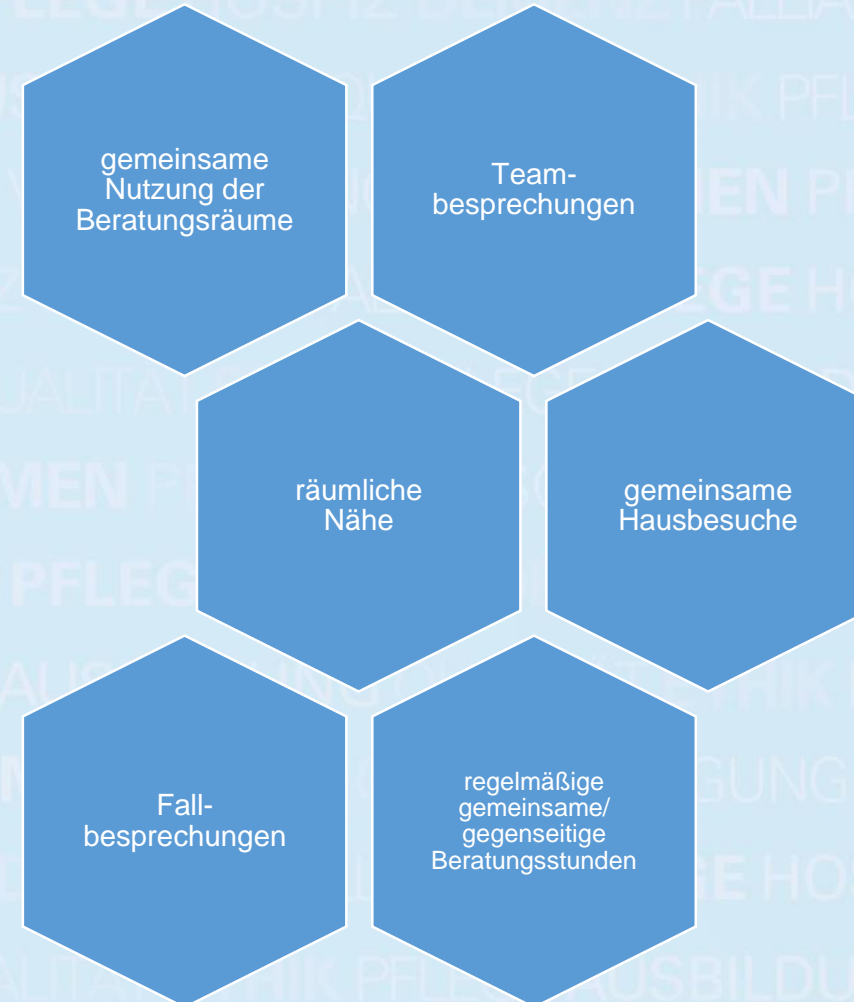 gemeinsame
Nutzung der
Beratungsräume
Team-
besprechungen
räumliche
Nähe
gemeinsame
Hausbesuche
Fall-
besprechungen
regelmäßige
gemeinsame/
gegenseitige
Beratungsstunden